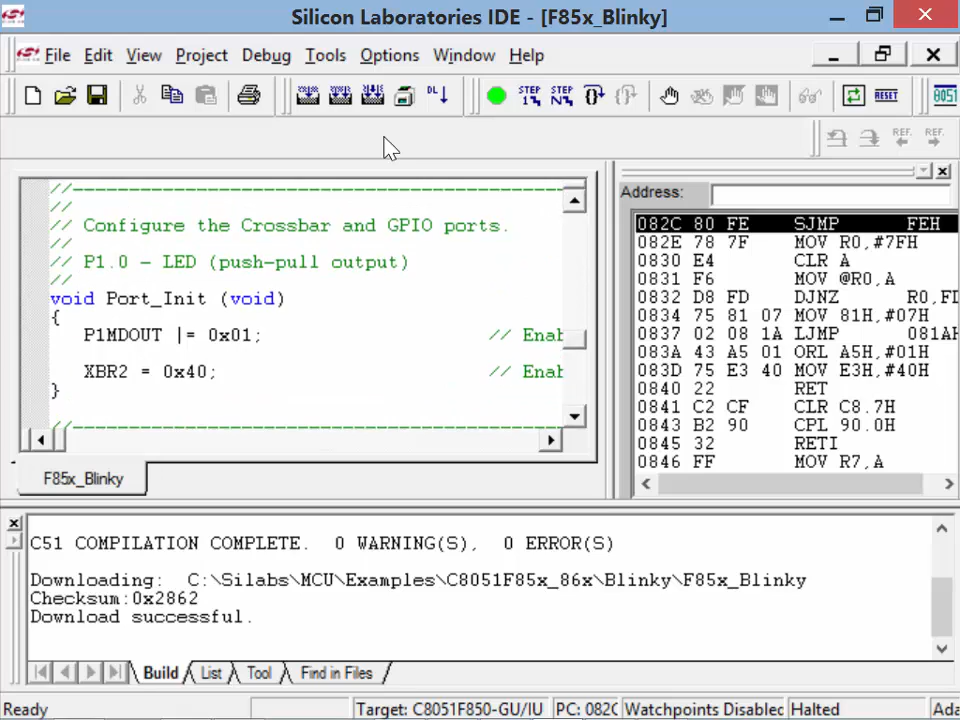 Silicon Laboratories IDE - [F85x_Blinky]
File Edit View Project Debug Tools Options Window Help
DL STEP STEP N RESET 8051
REF. REF.
//
// Configure the Crossbar and GPIO ports.
//
// P1.0 - LED (push-pull output)
//
void Port_Init (void)
{
P1MDOUT |= 0x01; // Enab
XBR2 = 0x40; // Enab
}
//
F85x_Blinky
Address:
082C 80 FE SJMP FEH
082E 78 7F MOV R0,#7FH
0830 E4 CLR A
0831 F6 MOV @R0,A
0832 D8 FD DJNZ R0,FD
0834 75 81 07 MOV 81H,#07H
0837 02 08 1A LJMP 081AH
083A 43 A5 01 ORL A5H,#01H
083D 75 E3 40 MOV E3H,#40H
0840 22 RET
0841 C2 CF CLR C8.7H
0843 B2 90 CPL 90.0H
0845 32 RETI
0846 FF MOV R7,A
C51 COMPILATION COMPLETE. 0 WARNING(S), 0 ERROR(S)
Downloading: C:\Silabs\MCU\Examples\C8051F85x_86x\Blinky\F85x_Blinky
Checksum:0x2862
Download successful.
Build List Tool Find in Files
Ready Target: C8051F850-GU/IU PC: 082C Watchpoints Disabled Halted Ada